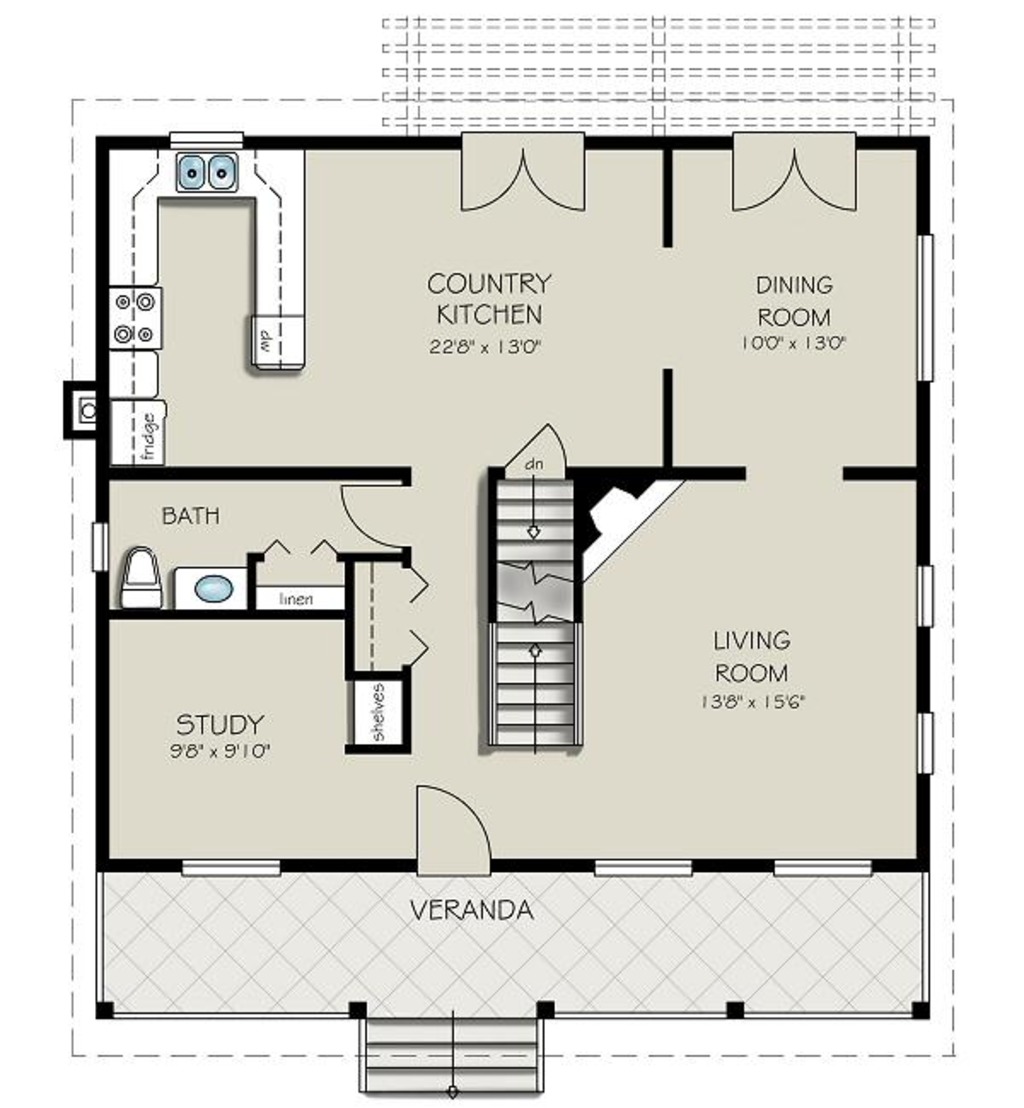 COUNTRY
KITCHEN
22'8" x 13'0"
DINING
ROOM
10'0" x 13'0"
dw
fridge
dn
BATH
linen
shelves
LIVING
ROOM
13'8" x 15'6"
STUDY
9'8" x 9'10"
VERANDA